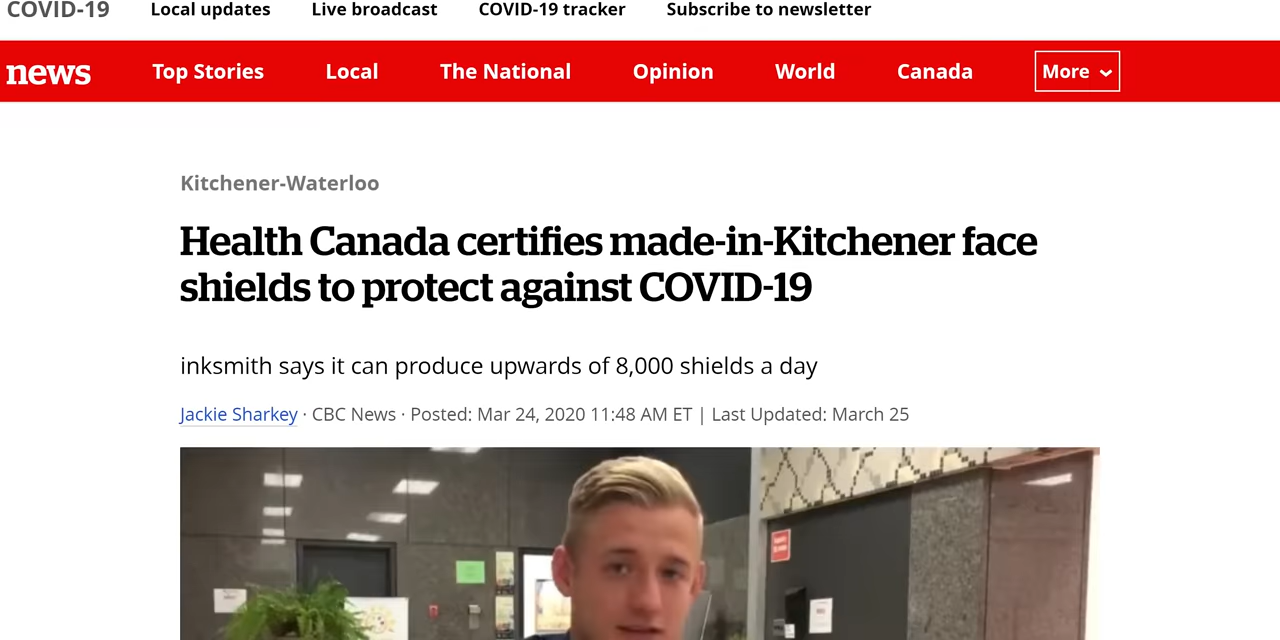 COVID-19 Local updates Live broadcast COVID-19 tracker Subscribe to newsletter
news Top Stories Local The National Opinion World Canada More
Kitchener-Waterloo
Health Canada certifies made-in-Kitchener face
shields to protect against COVID-19
inksmith says it can produce upwards of 8,000 shields a day
Jackie Sharkey · CBC News · Posted: Mar 24, 2020 11:48 AM ET | Last Updated: March 25